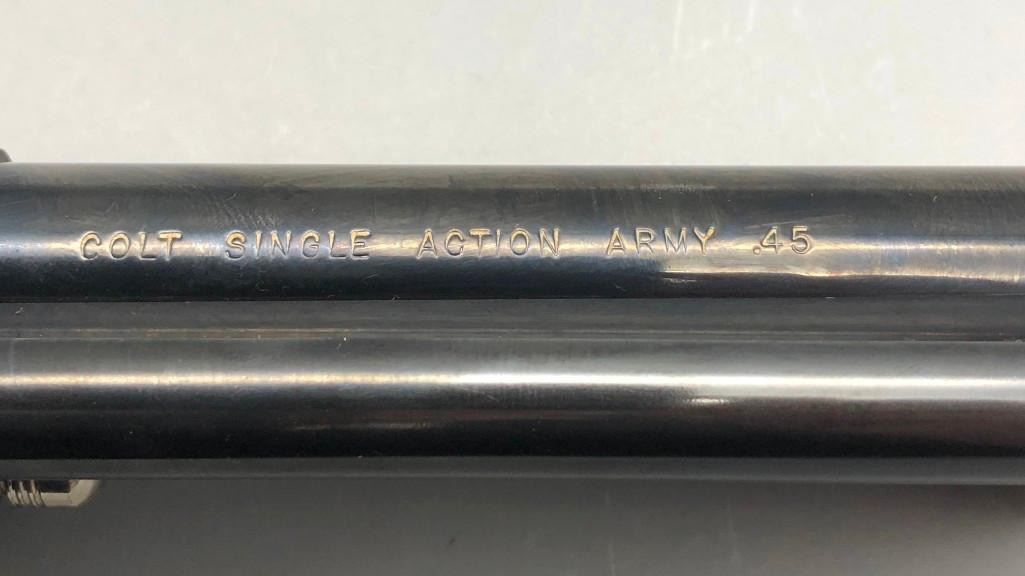 COLT SINGLE ACTION ARMY .45